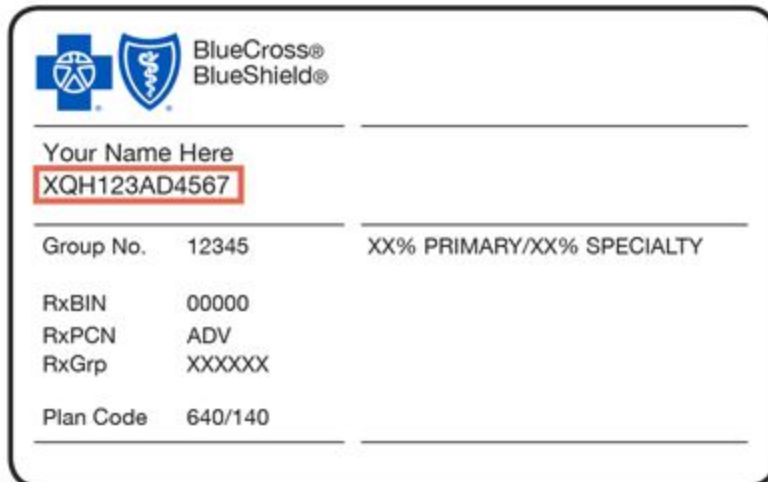 BlueCross®
BlueShield®
Your Name Here
XQH123AD4567
Group No. 12345
XX% PRIMARY/XX% SPECIALTY
RxBIN 00000
RxPCN ADV
RxGrp XXXXXX
Plan Code 640/140